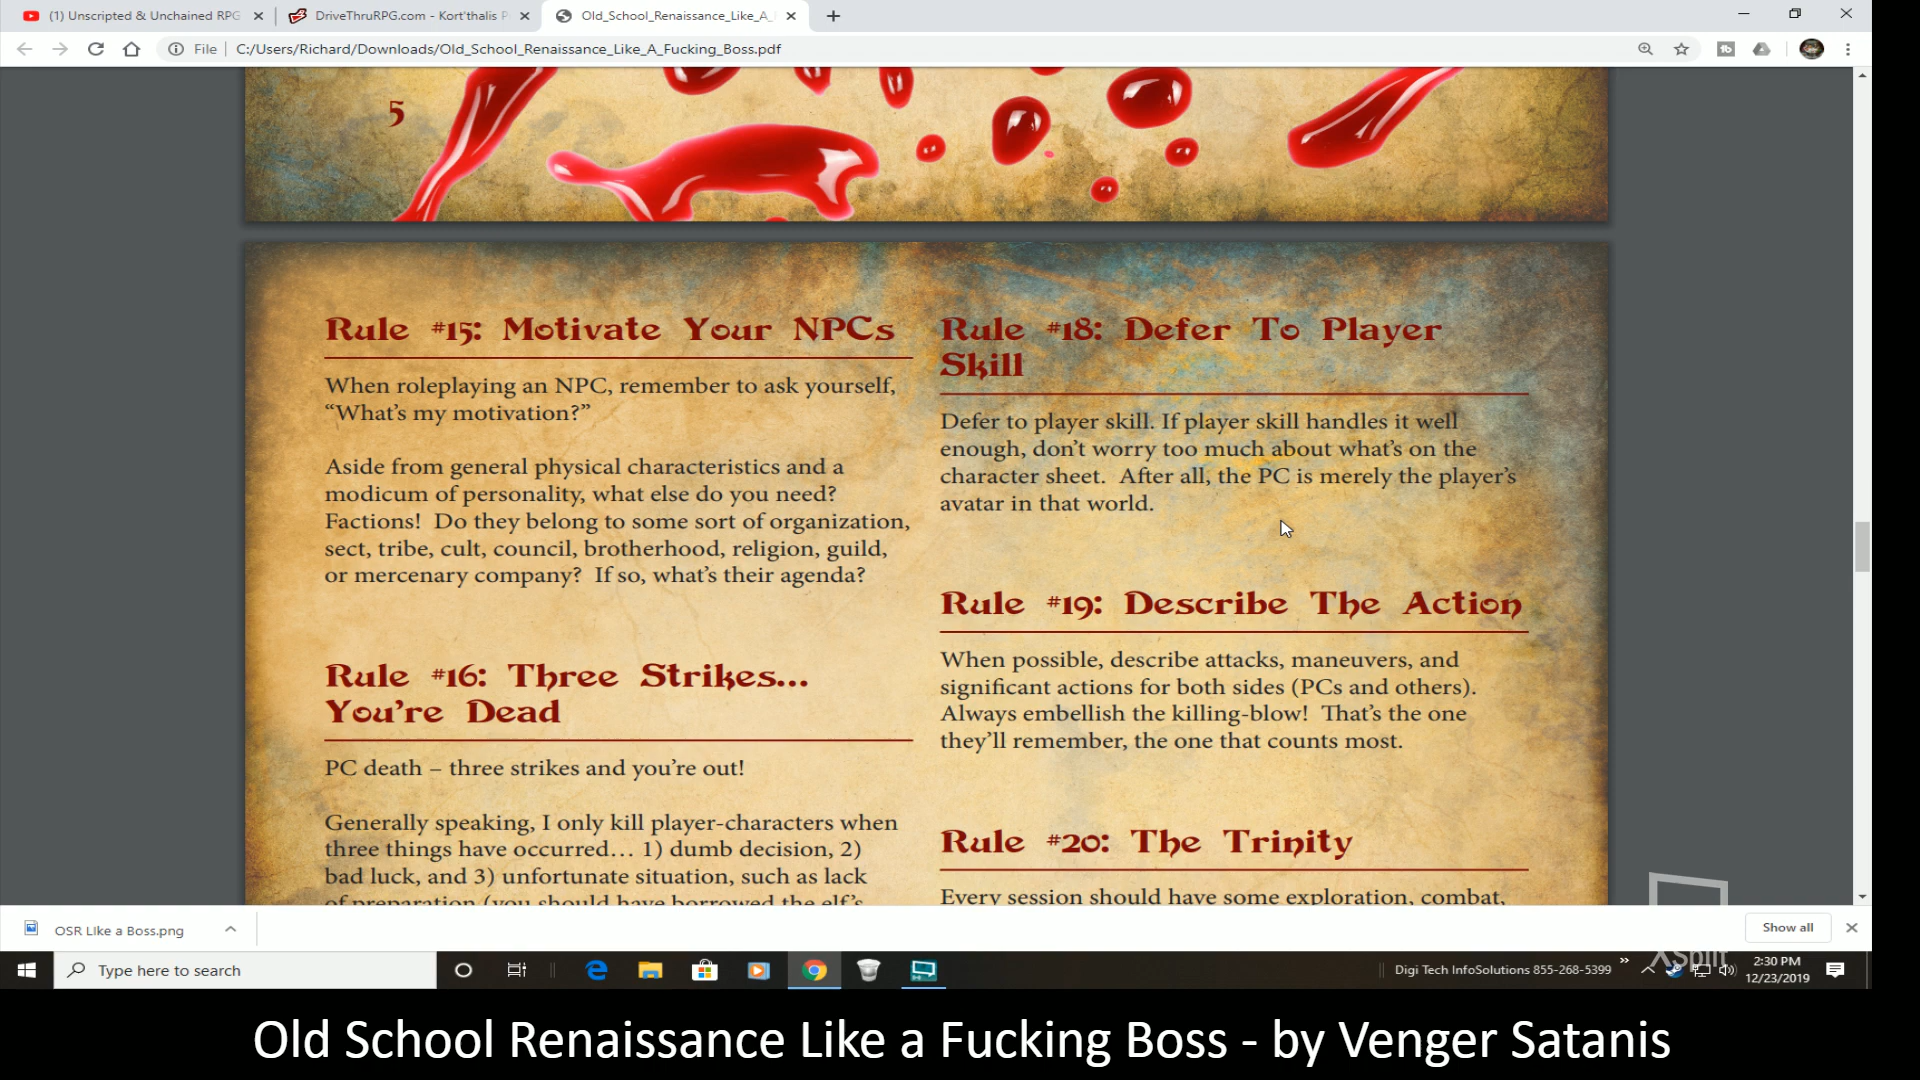 (1) Unscripted & Unchained RPG
DriveThruRPG.com - Kort'thalis P
Old_School_Renaissance_Like_A_
File
C:/Users/Richard/Downloads/Old_School_Renaissance_Like_A_Fucking_Boss.pdf
5
Rule #15: Motivate Your NPCs
When roleplaying an NPC, remember to ask yourself,
“What’s my motivation?”
Aside from general physical characteristics and a
modicum of personality, what else do you need?
Factions!  Do they belong to some sort of organization,
sect, tribe, cult, council, brotherhood, religion, guild,
or mercenary company?  If so, what’s their agenda?
Rule #16: Three Strikes...
You’re Dead
PC death – three strikes and you’re out!
Generally speaking, I only kill player-characters when
three things have occurred… 1) dumb decision, 2)
bad luck, and 3) unfortunate situation, such as lack
of preparation (you should have borrowed the elf’s
Rule #18: Defer To Player
Skill
Defer to player skill. If player skill handles it well
enough, don’t worry too much about what’s on the
character sheet.  After all, the PC is merely the player’s
avatar in that world.
Rule #19: Describe The Action
When possible, describe attacks, maneuvers, and
significant actions for both sides (PCs and others).
Always embellish the killing-blow!  That’s the one
they’ll remember, the one that counts most.
Rule #20: The Trinity
Every session should have some exploration, combat,
OSR LIke a Boss.png
Show all
Type here to search
Digi Tech InfoSolutions 855-268-5399
XSplit
2:30 PM
12/23/2019
Old School Renaissance Like a Fucking Boss - by Venger Satanis